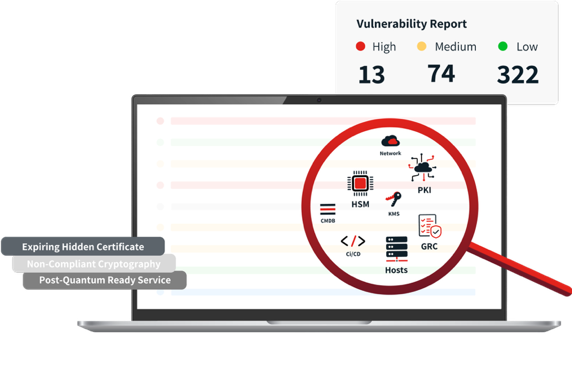 Vulnerability Report
High Medium Low
13 74 322
Network
PKI
HSM
KMS
CMDB
GRC
Ci/CD
Hosts
Expiring Hidden Certificate
Non-Compliant Cryptography
Post-Quantum Ready Service